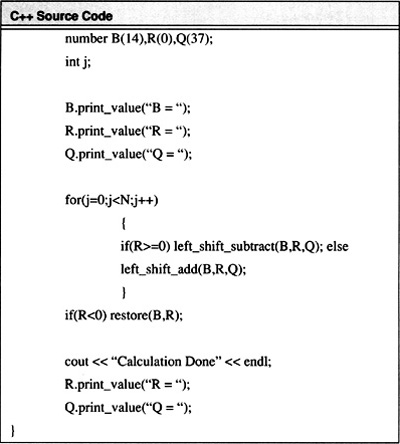 C++ Source Code
number B(14),R(0),Q(37);
int j;
B.print_value(“B = “);
R.print_value(“R = “);
Q.print_value(“Q = “);
for(j=0;j<N;j++)
{
if(R>=0) left_shift_subtract(B,R,Q); else
left_shift_add(B,R,Q);
}
if(R<0) restore(B,R);
cout << “Calculation Done” << endl;
R.print_value(“R = “);
Q.print_value(“Q = “);
}